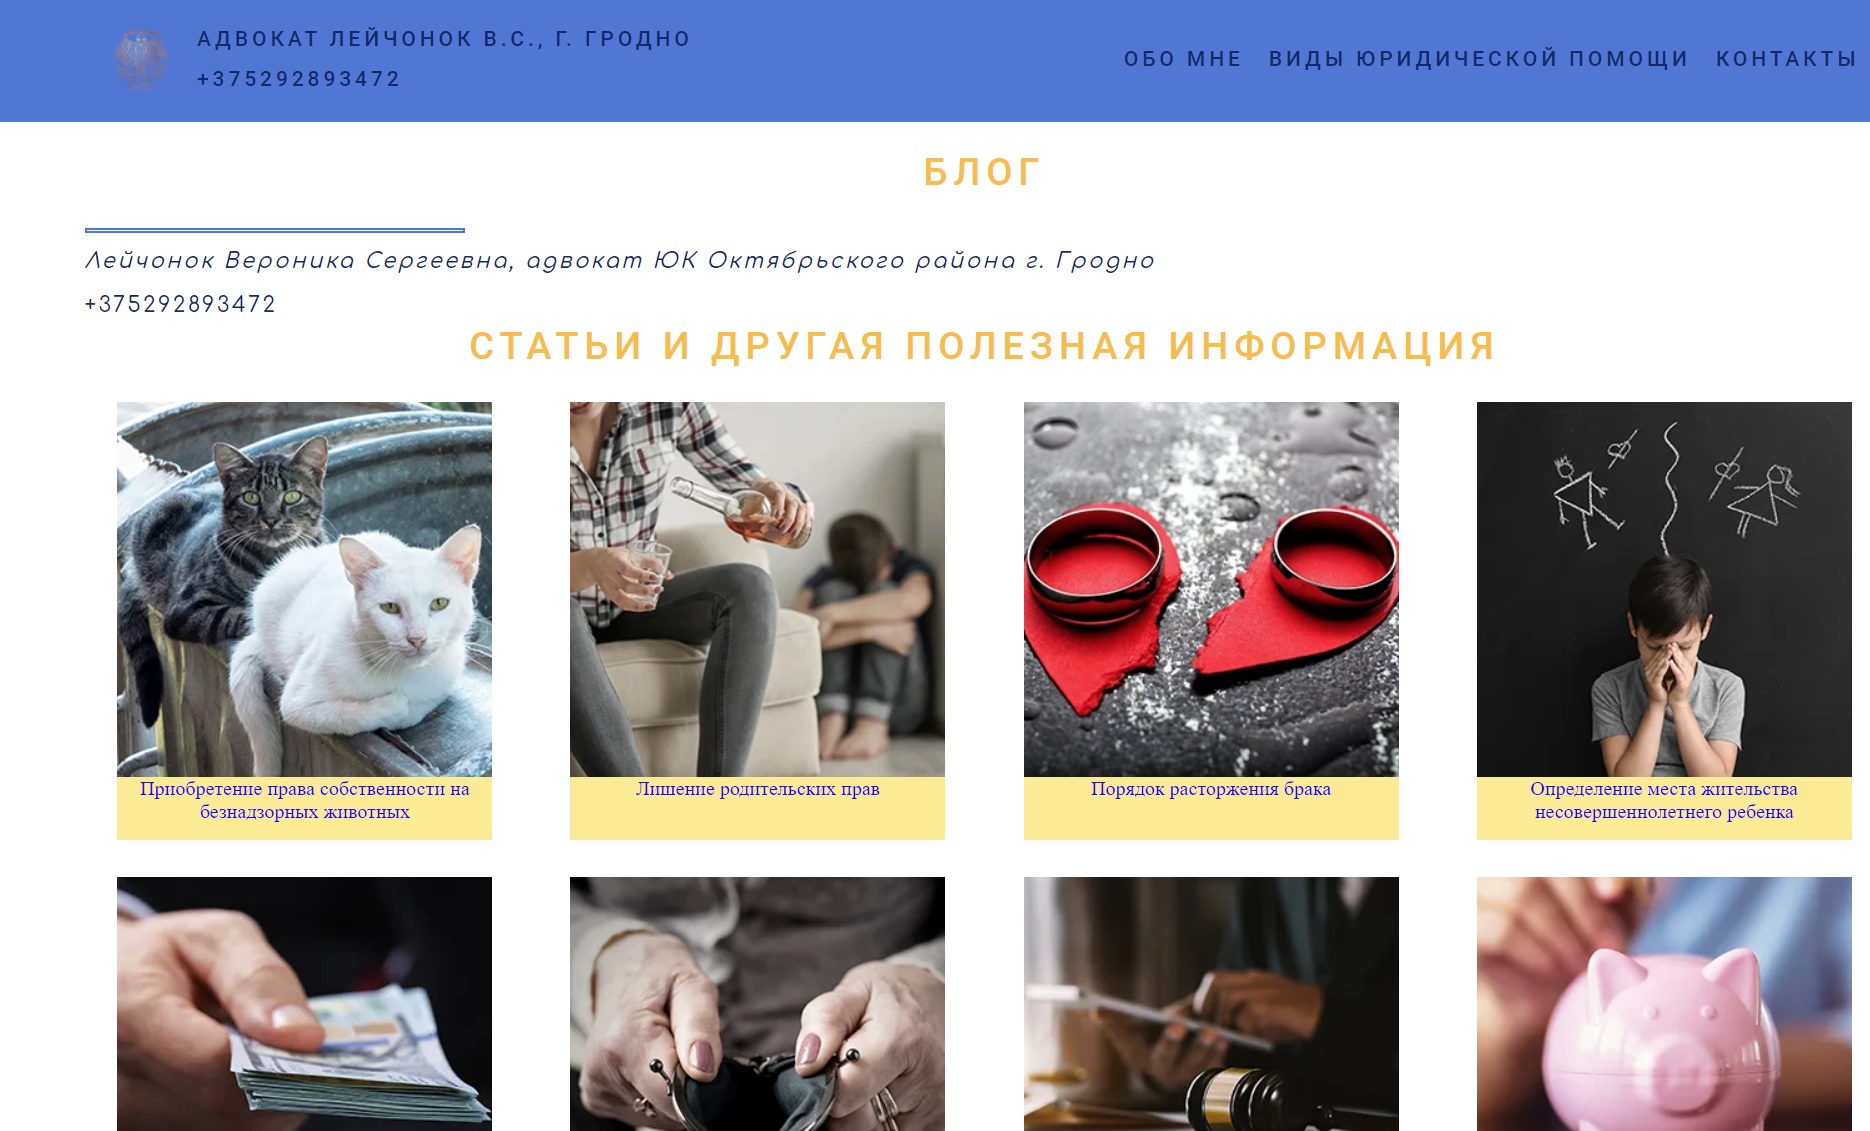 АДВОКАТ ЛЕЙЧОНОК В.С., Г. ГРОДНО
+375292893472
ОБО МНЕ ВИДЫ ЮРИДИЧЕСКОЙ ПОМОЩИ КОНТАКТЫ
БЛОГ
Лейчонок Вероника Сергеевна, адвокат ЮК Октябрьского района г. Гродно
+375292893472
СТАТЬИ И ДРУГАЯ ПОЛЕЗНАЯ ИНФОРМАЦИЯ
Приобретение права собственности на
безнадзорных животных
Лишение родительских прав
Порядок расторжения брака
Определение места жительства
несовершеннолетнего ребенка